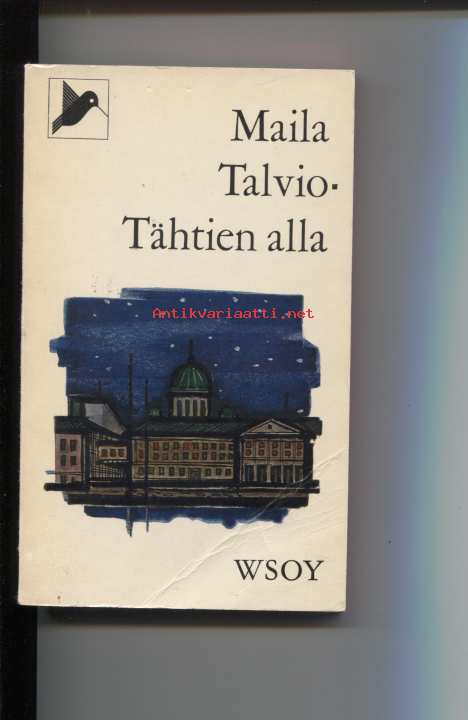 Maila
Talvio·
Tähtien alla
Antikvariaatti.net
WSOY